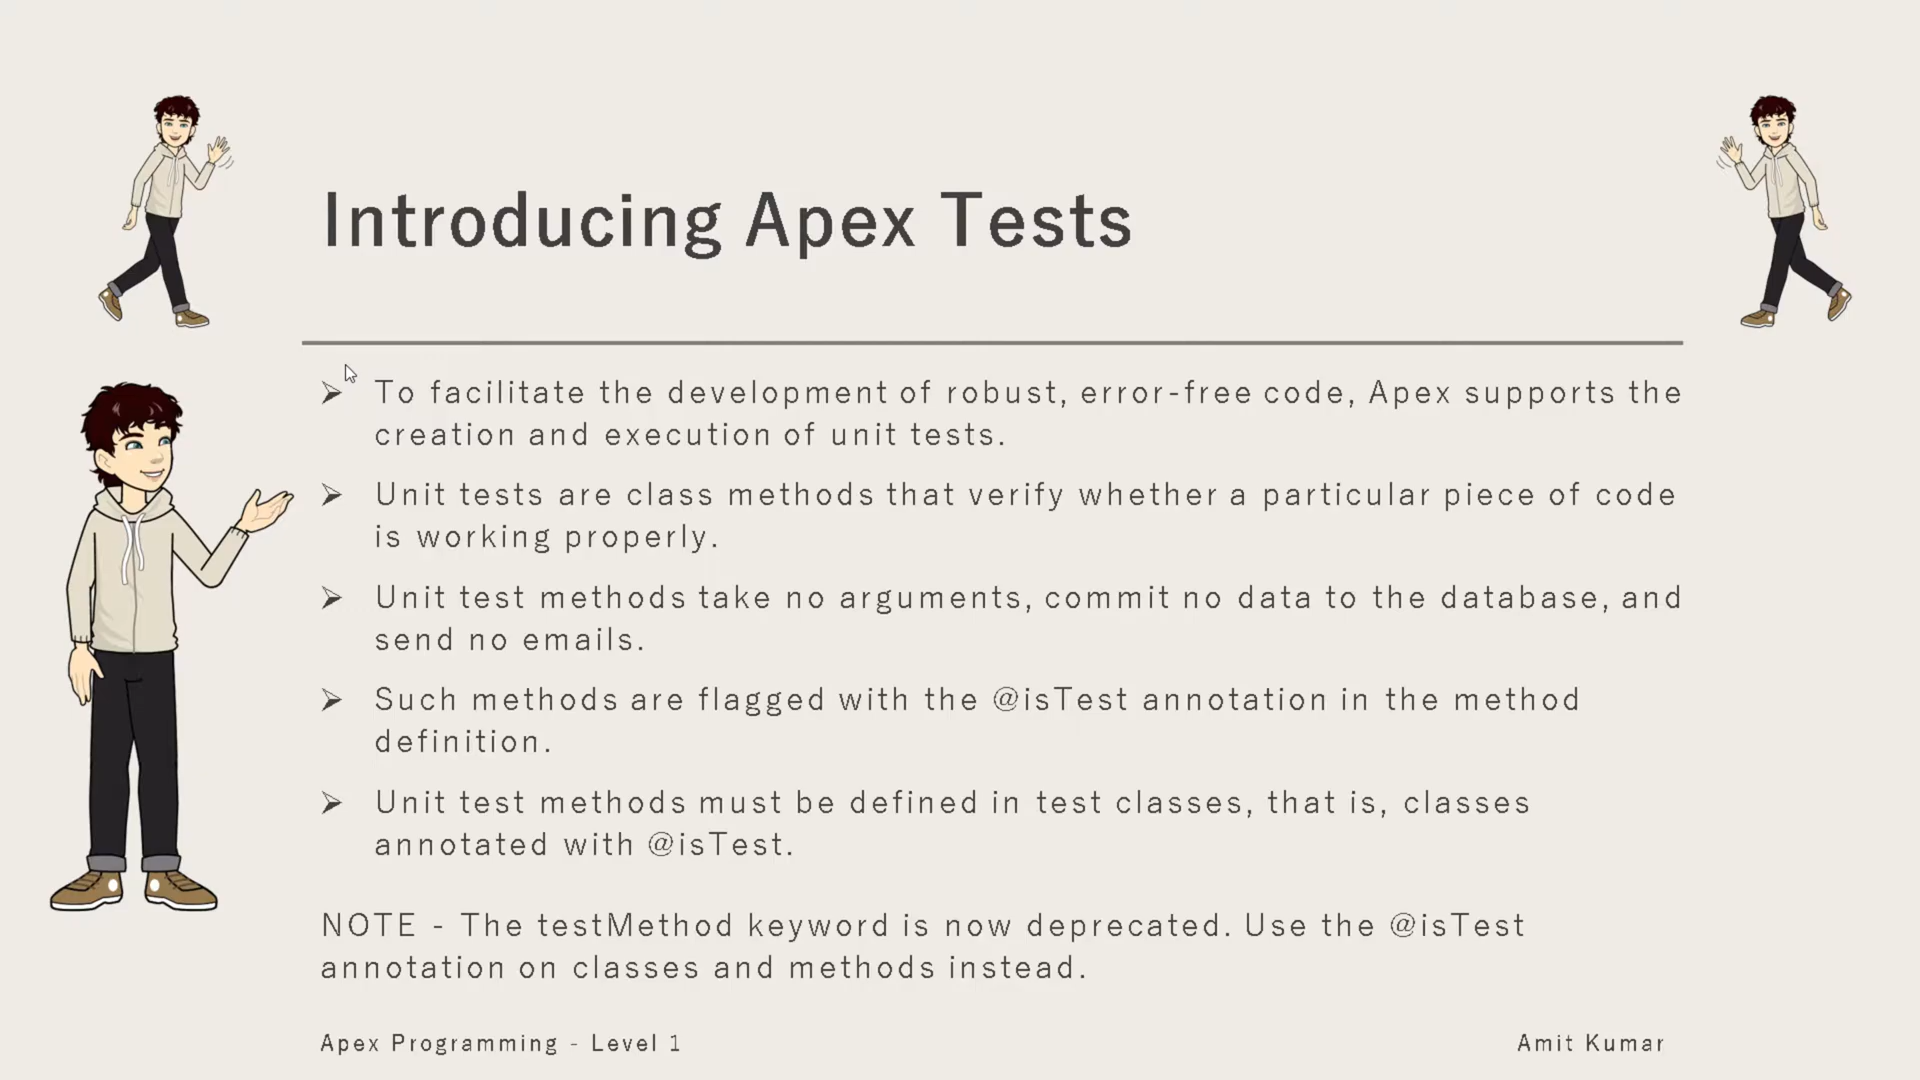 Introducing Apex Tests
➢ To facilitate the development of robust, error-free code, Apex supports the
creation and execution of unit tests.
➢ Unit tests are class methods that verify whether a particular piece of code
is working properly.
➢ Unit test methods take no arguments, commit no data to the database, and
send no emails.
➢ Such methods are flagged with the @isTest annotation in the method
definition.
➢ Unit test methods must be defined in test classes, that is, classes
annotated with @isTest.
NOTE - The testMethod keyword is now deprecated. Use the @isTest
annotation on classes and methods instead.
Apex Programming - Level 1
Amit Kumar